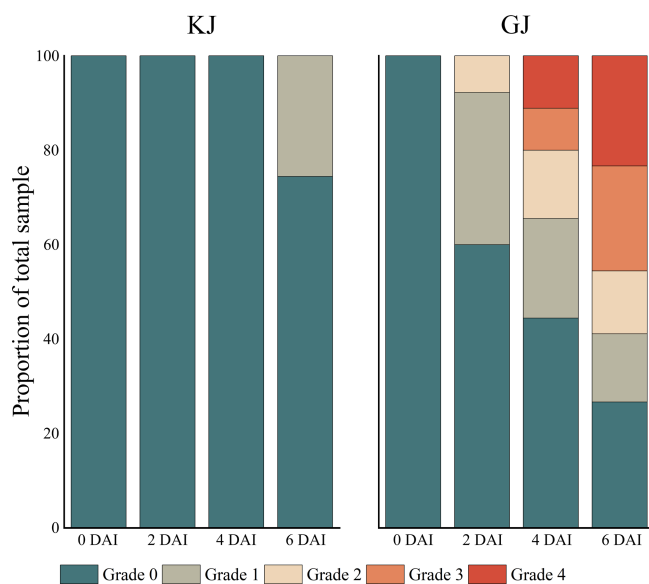 KJ GJ
Proportion of total sample
100
80
60
40
20
0
0 DAI 2 DAI 4 DAI 6 DAI 0 DAI 2 DAI 4 DAI 6 DAI
Grade 0 Grade 1 Grade 2 Grade 3 Grade 4